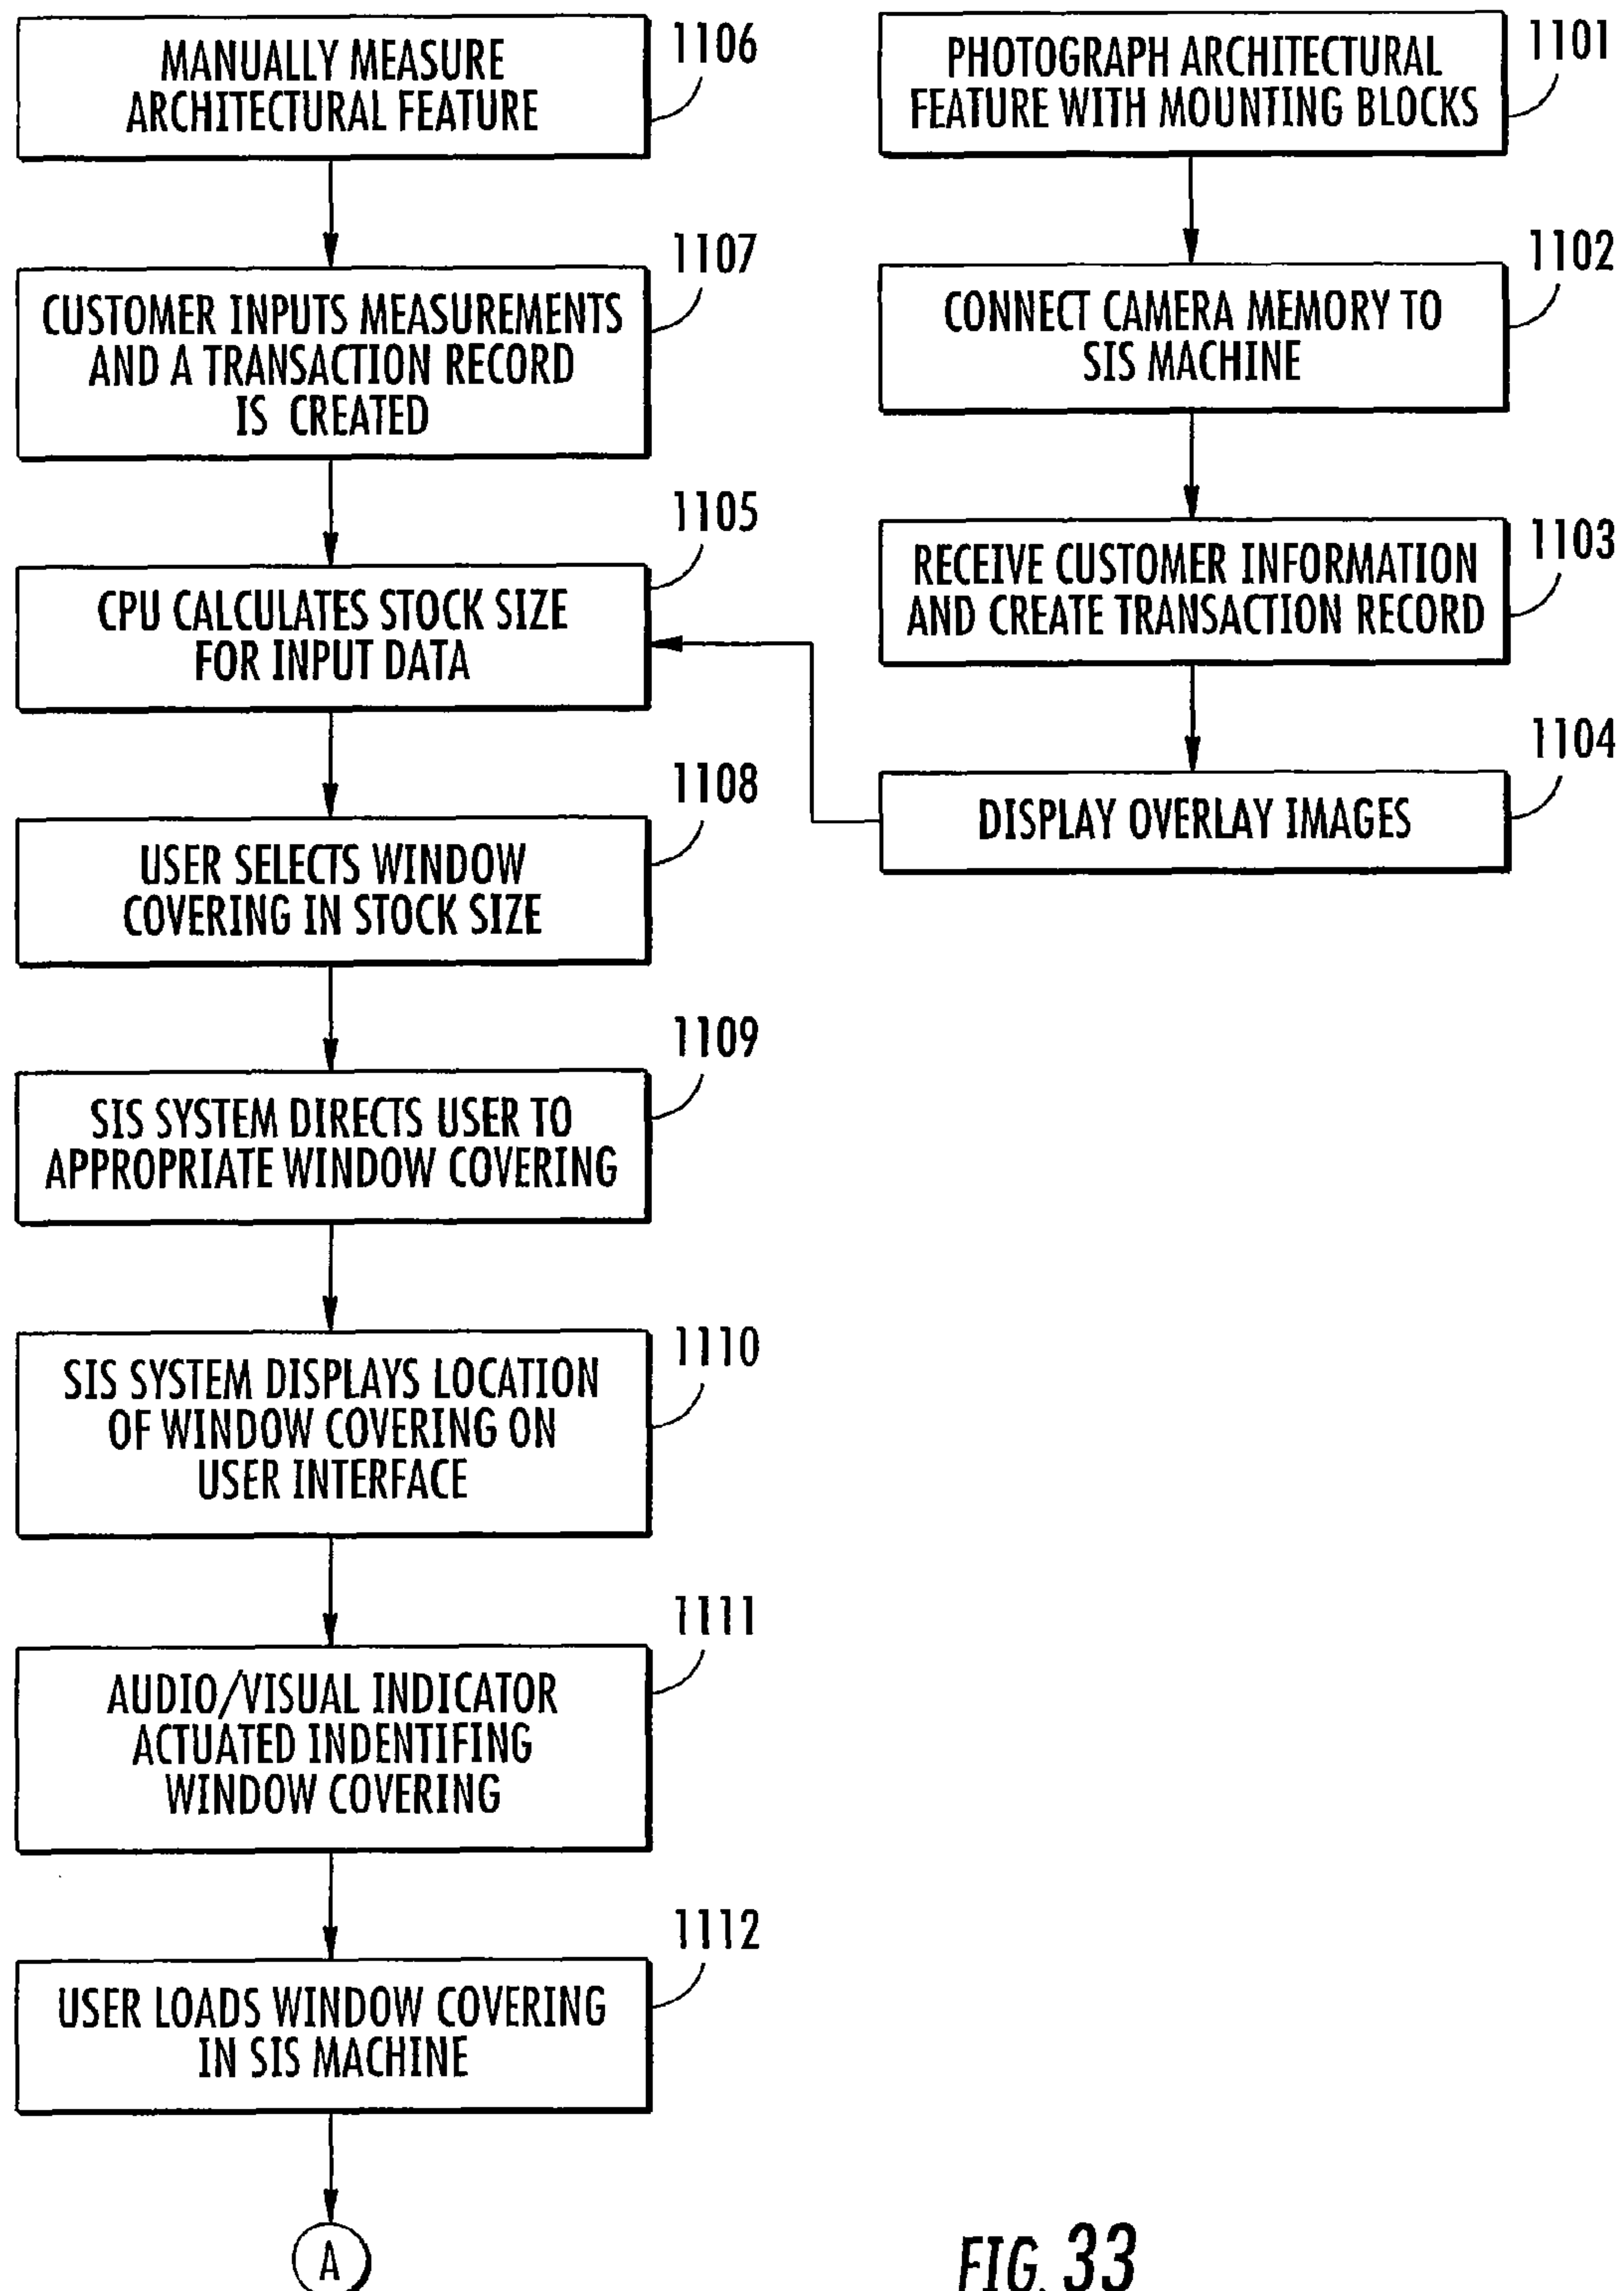 MANUALLY MEASURE
ARCHITECTURAL FEATURE
1106
CUSTOMER INPUTS MEASUREMENTS
AND A TRANSACTION RECORD
IS CREATED
1107
CPU CALCULATES STOCK SIZE
FOR INPUT DATA
1105
USER SELECTS WINDOW
COVERING IN STOCK SIZE
1108
SIS SYSTEM DIRECTS USER TO
APPROPRIATE WINDOW COVERING
1109
SIS SYSTEM DISPLAYS LOCATION
OF WINDOW COVERING ON
USER INTERFACE
1110
AUDIO/VISUAL INDICATOR
ACTUATED INDENTIFING
WINDOW COVERING
1111
USER LOADS WINDOW COVERING
IN SIS MACHINE
1112
A
PHOTOGRAPH ARCHITECTURAL
FEATURE WITH MOUNTING BLOCKS
1101
CONNECT CAMERA MEMORY TO
SIS MACHINE
1102
RECEIVE CUSTOMER INFORMATION
AND CREATE TRANSACTION RECORD
1103
DISPLAY OVERLAY IMAGES
1104
FIG. 33